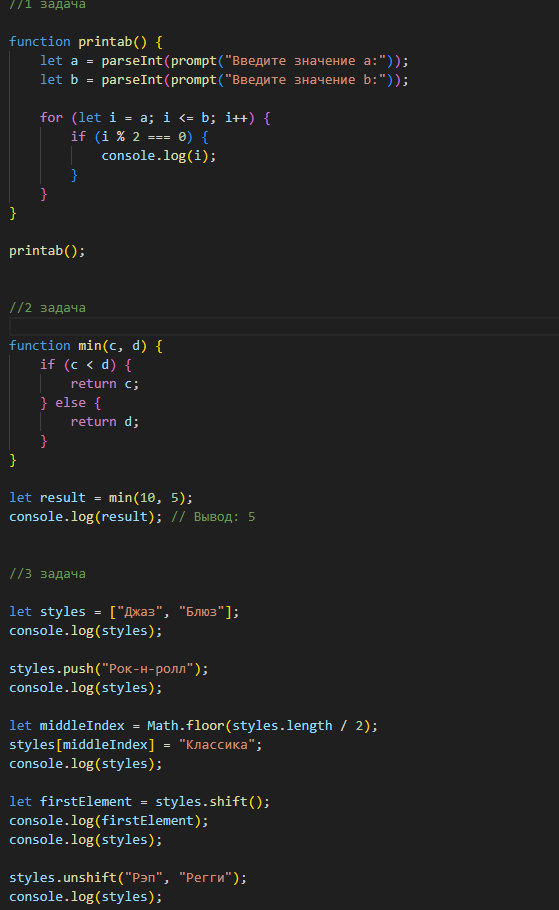 //1 задача
function printab() {
let a = parseInt(prompt("Введите значение a:"));
let b = parseInt(prompt("Введите значение b:"));
for (let i = a; i <= b; i++) {
if (i % 2 === 0) {
console.log(i);
}
}
}
printab();
//2 задача
function min(c, d) {
if (c < d) {
return c;
} else {
return d;
}
}
let result = min(10, 5);
console.log(result); // Вывод: 5
//3 задача
let styles = ["Джаз", "Блюз"];
console.log(styles);
styles.push("Рок-н-ролл");
console.log(styles);
let middleIndex = Math.floor(styles.length / 2);
styles[middleIndex] = "Классика";
console.log(styles);
let firstElement = styles.shift();
console.log(firstElement);
console.log(styles);
styles.unshift("Рэп", "Регги");
console.log(styles);